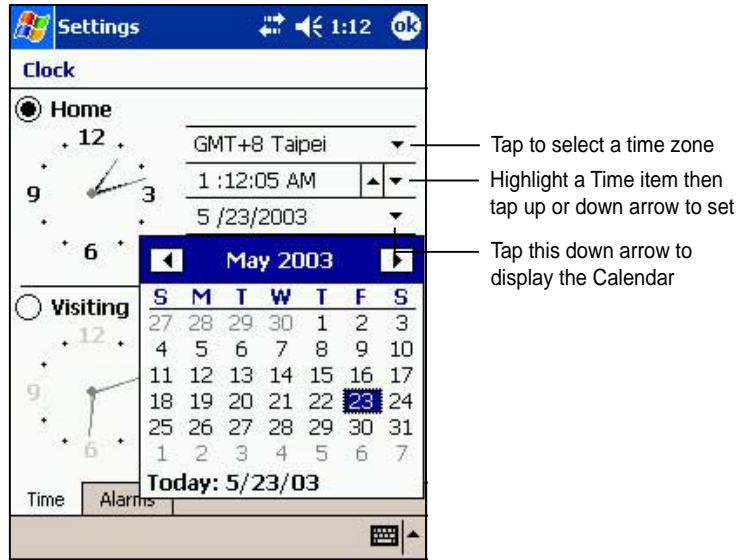 Settings 1:12 ok
Clock
Home
12
9
3
6
GMT+8 Taipei
1 :12:05 AM
5 /23/2003
Tap to select a time zone
Highlight a Time item then
tap up or down arrow to set
Tap this down arrow to
display the Calendar
May 2003
S M T W T F S
27 28 29 30 1 2 3
4 5 6 7 8 9 10
11 12 13 14 15 16 17
18 19 20 21 22 23 24
25 26 27 28 29 30 31
1 2 3 4 5 6 7
Today: 5/23/03
Visiting
12
9
6
Time Alarms